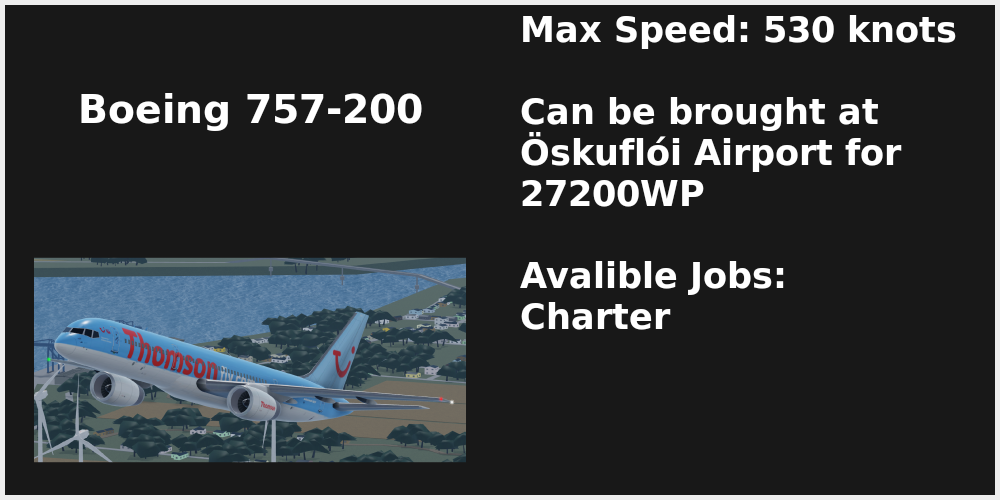 Boeing 757-200
Max Speed: 530 knots
Can be brought at
Öskuflói Airport for
27200WP
Avalible Jobs:
Charter
Thomson